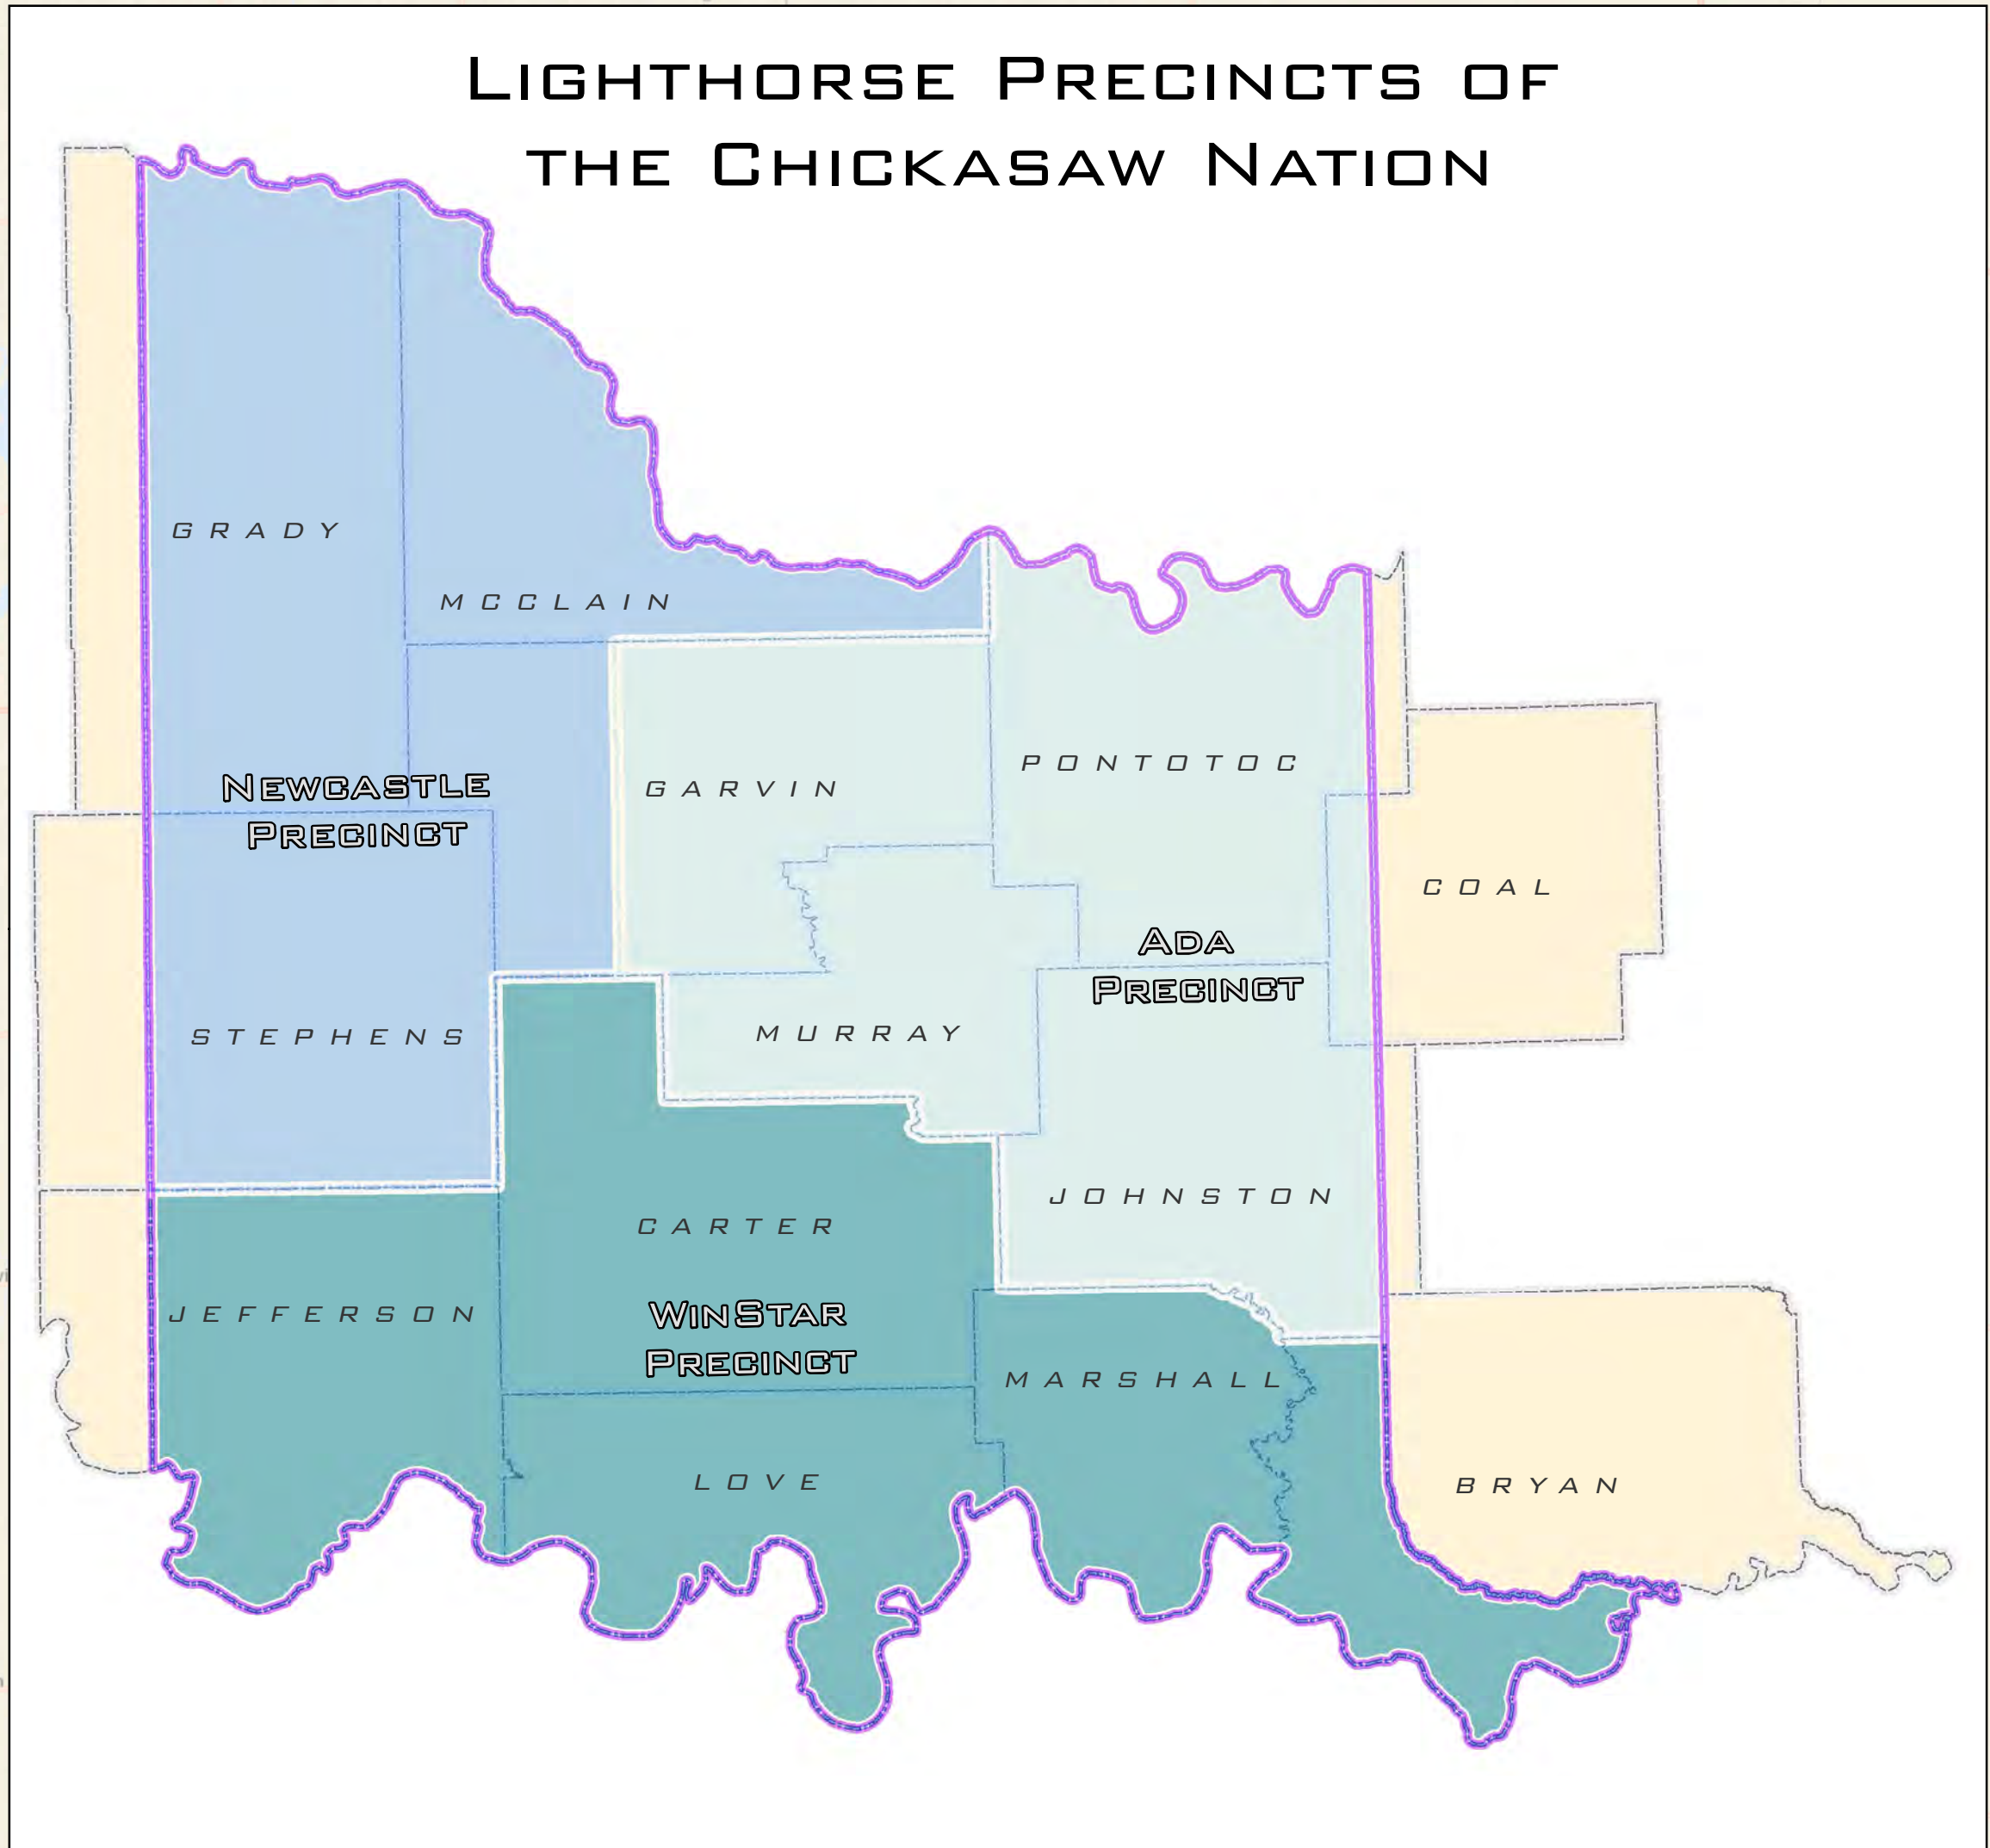 LIGHTHORSE PRECINCTS OF
THE CHICKASAW NATION
GRADY
MCCLAIN
PONTOTOC
NEWCASTLE
PRECINCT
GARVIN
COAL
ADA
PRECINCT
STEPHENS
MURRAY
JOHNSTON
CARTER
JEFFERSON
WINSTAR
PRECINCT
MARSHALL
LOVE
BRYAN